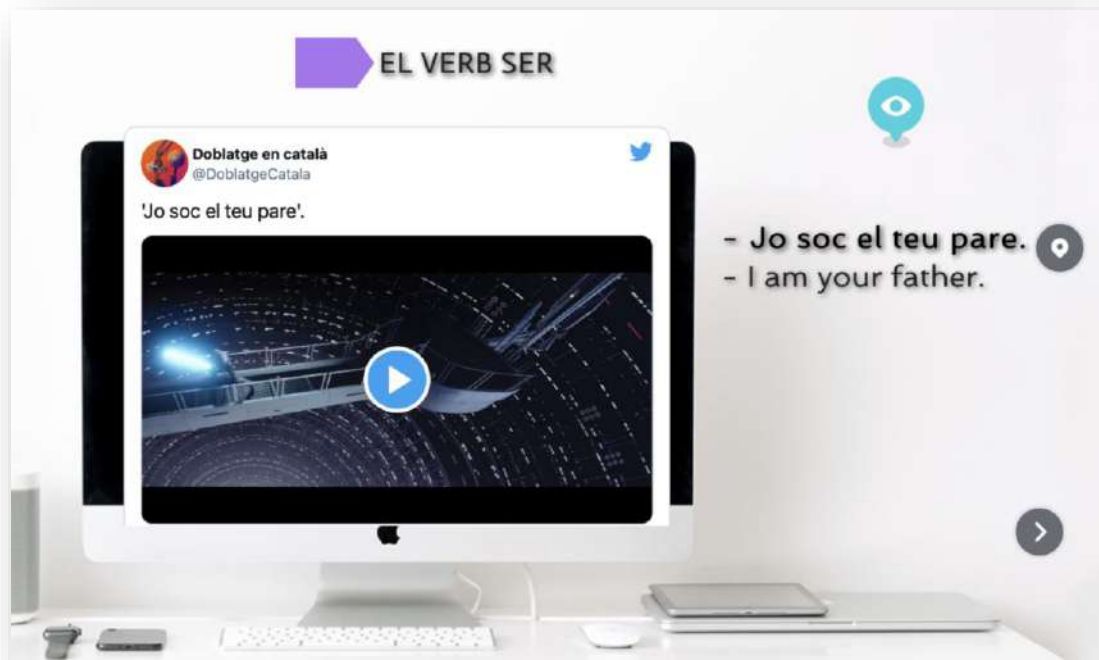 EL VERB SER
Doblatge en català
@DoblatgeCatala
'Jo soc el teu pare'.
- Jo soc el teu pare.
- I am your father.